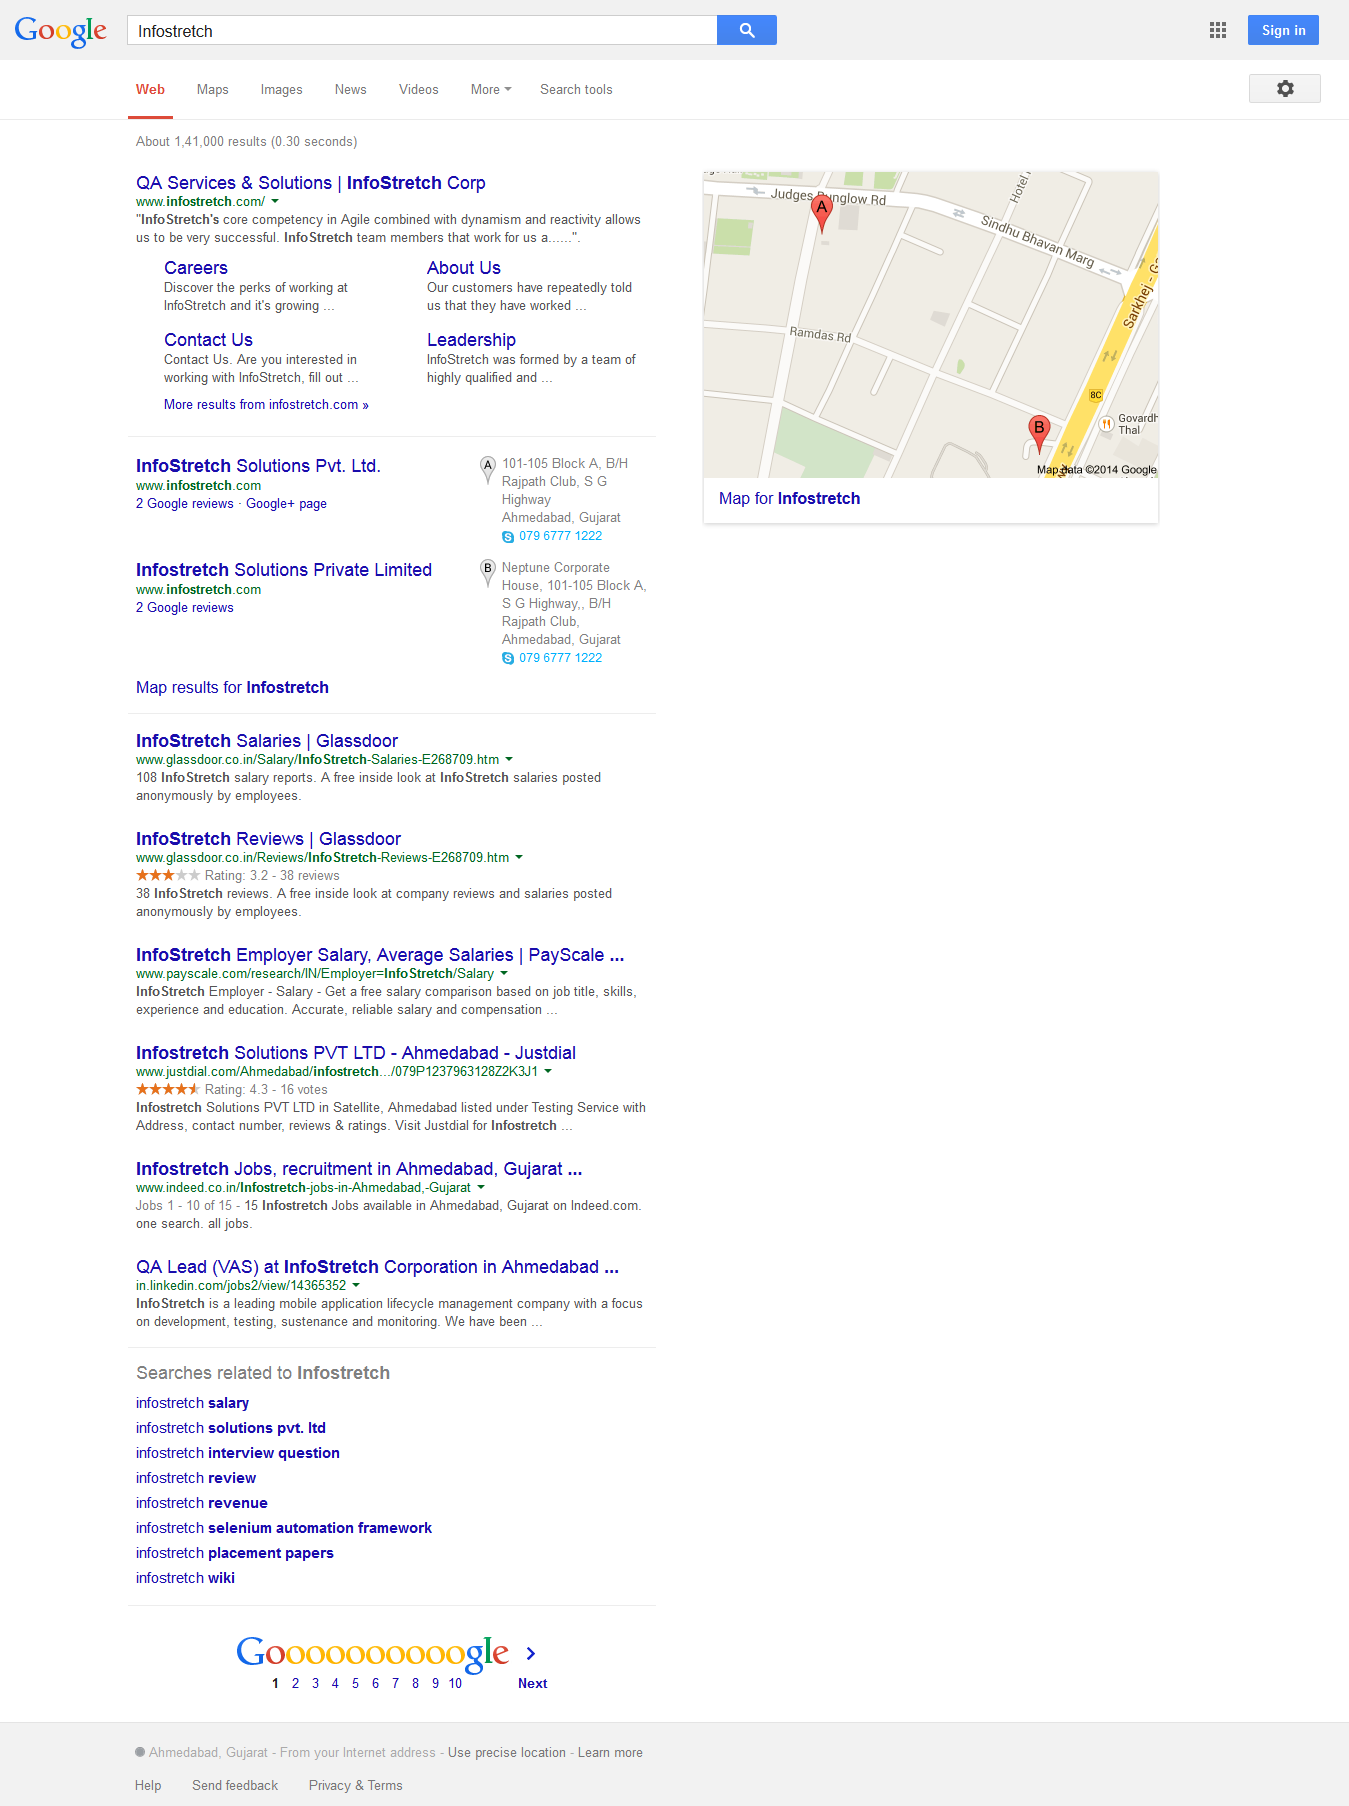 Google
Infostretch
Sign in
Web Maps Images News Videos More Search tools
About 1,41,000 results (0.30 seconds)
QA Services & Solutions | InfoStretch Corp
www.infostretch.com/
"InfoStretch's core competency in Agile combined with dynamism and reactivity allows
us to be very successful. InfoStretch team members that work for us a......".
Careers
Discover the perks of working at
InfoStretch and it's growing ...
About Us
Our customers have repeatedly told
us that they have worked ...
Contact Us
Contact Us. Are you interested in
working with InfoStretch, fill out ...
Leadership
InfoStretch was formed by a team of
highly qualified and ...
More results from infostretch.com »
InfoStretch Solutions Pvt. Ltd.
www.infostretch.com
2 Google reviews · Google+ page
A
101-105 Block A, B/H
Rajpath Club, S G
Highway
Ahmedabad, Gujarat
079 6777 1222
Infostretch Solutions Private Limited
www.infostretch.com
2 Google reviews
B
Neptune Corporate
House, 101-105 Block A,
S G Highway,, B/H
Rajpath Club,
Ahmedabad, Gujarat
079 6777 1222
Map results for Infostretch
InfoStretch Salaries | Glassdoor
www.glassdoor.co.in/Salary/InfoStretch-Salaries-E268709.htm
108 InfoStretch salary reports. A free inside look at InfoStretch salaries posted
anonymously by employees.
InfoStretch Reviews | Glassdoor
www.glassdoor.co.in/Reviews/InfoStretch-Reviews-E268709.htm
Rating: 3.2 - 38 reviews
38 InfoStretch reviews. A free inside look at company reviews and salaries posted
anonymously by employees.
InfoStretch Employer Salary, Average Salaries | PayScale ...
www.payscale.com/research/IN/Employer=InfoStretch/Salary
InfoStretch Employer - Salary - Get a free salary comparison based on job title, skills,
experience and education. Accurate, reliable salary and compensation ...
Infostretch Solutions PVT LTD - Ahmedabad - Justdial
www.justdial.com/Ahmedabad/infostretch.../079P1237963128Z2K3J1
Rating: 4.3 - 16 votes
Infostretch Solutions PVT LTD in Satellite, Ahmedabad listed under Testing Service with
Address, contact number, reviews & ratings. Visit Justdial for Infostretch ...
Infostretch Jobs, recruitment in Ahmedabad, Gujarat ...
www.indeed.co.in/Infostretch-jobs-in-Ahmedabad,-Gujarat
Jobs 1 - 10 of 15 - 15 Infostretch Jobs available in Ahmedabad, Gujarat on Indeed.com.
one search. all jobs.
QA Lead (VAS) at InfoStretch Corporation in Ahmedabad ...
in.linkedin.com/jobs2/view/14365352
InfoStretch is a leading mobile application lifecycle management company with a focus
on development, testing, sustenance and monitoring. We have been ...
Searches related to Infostretch
infostretch salary
infostretch solutions pvt. ltd
infostretch interview question
infostretch review
infostretch revenue
infostretch selenium automation framework
infostretch placement papers
infostretch wiki
Goooooooooogle
1 2 3 4 5 6 7 8 9 10 Next
Judges Bunglow Rd
A
Hotel
Sindhu Bhavan Marg
Sarkhej - G
Ramdas Rd
8C
Govardh
Thal
B
Map data ©2014 Google
Map for Infostretch
Ahmedabad, Gujarat - From your Internet address - Use precise location - Learn more
Help Send feedback Privacy & Terms